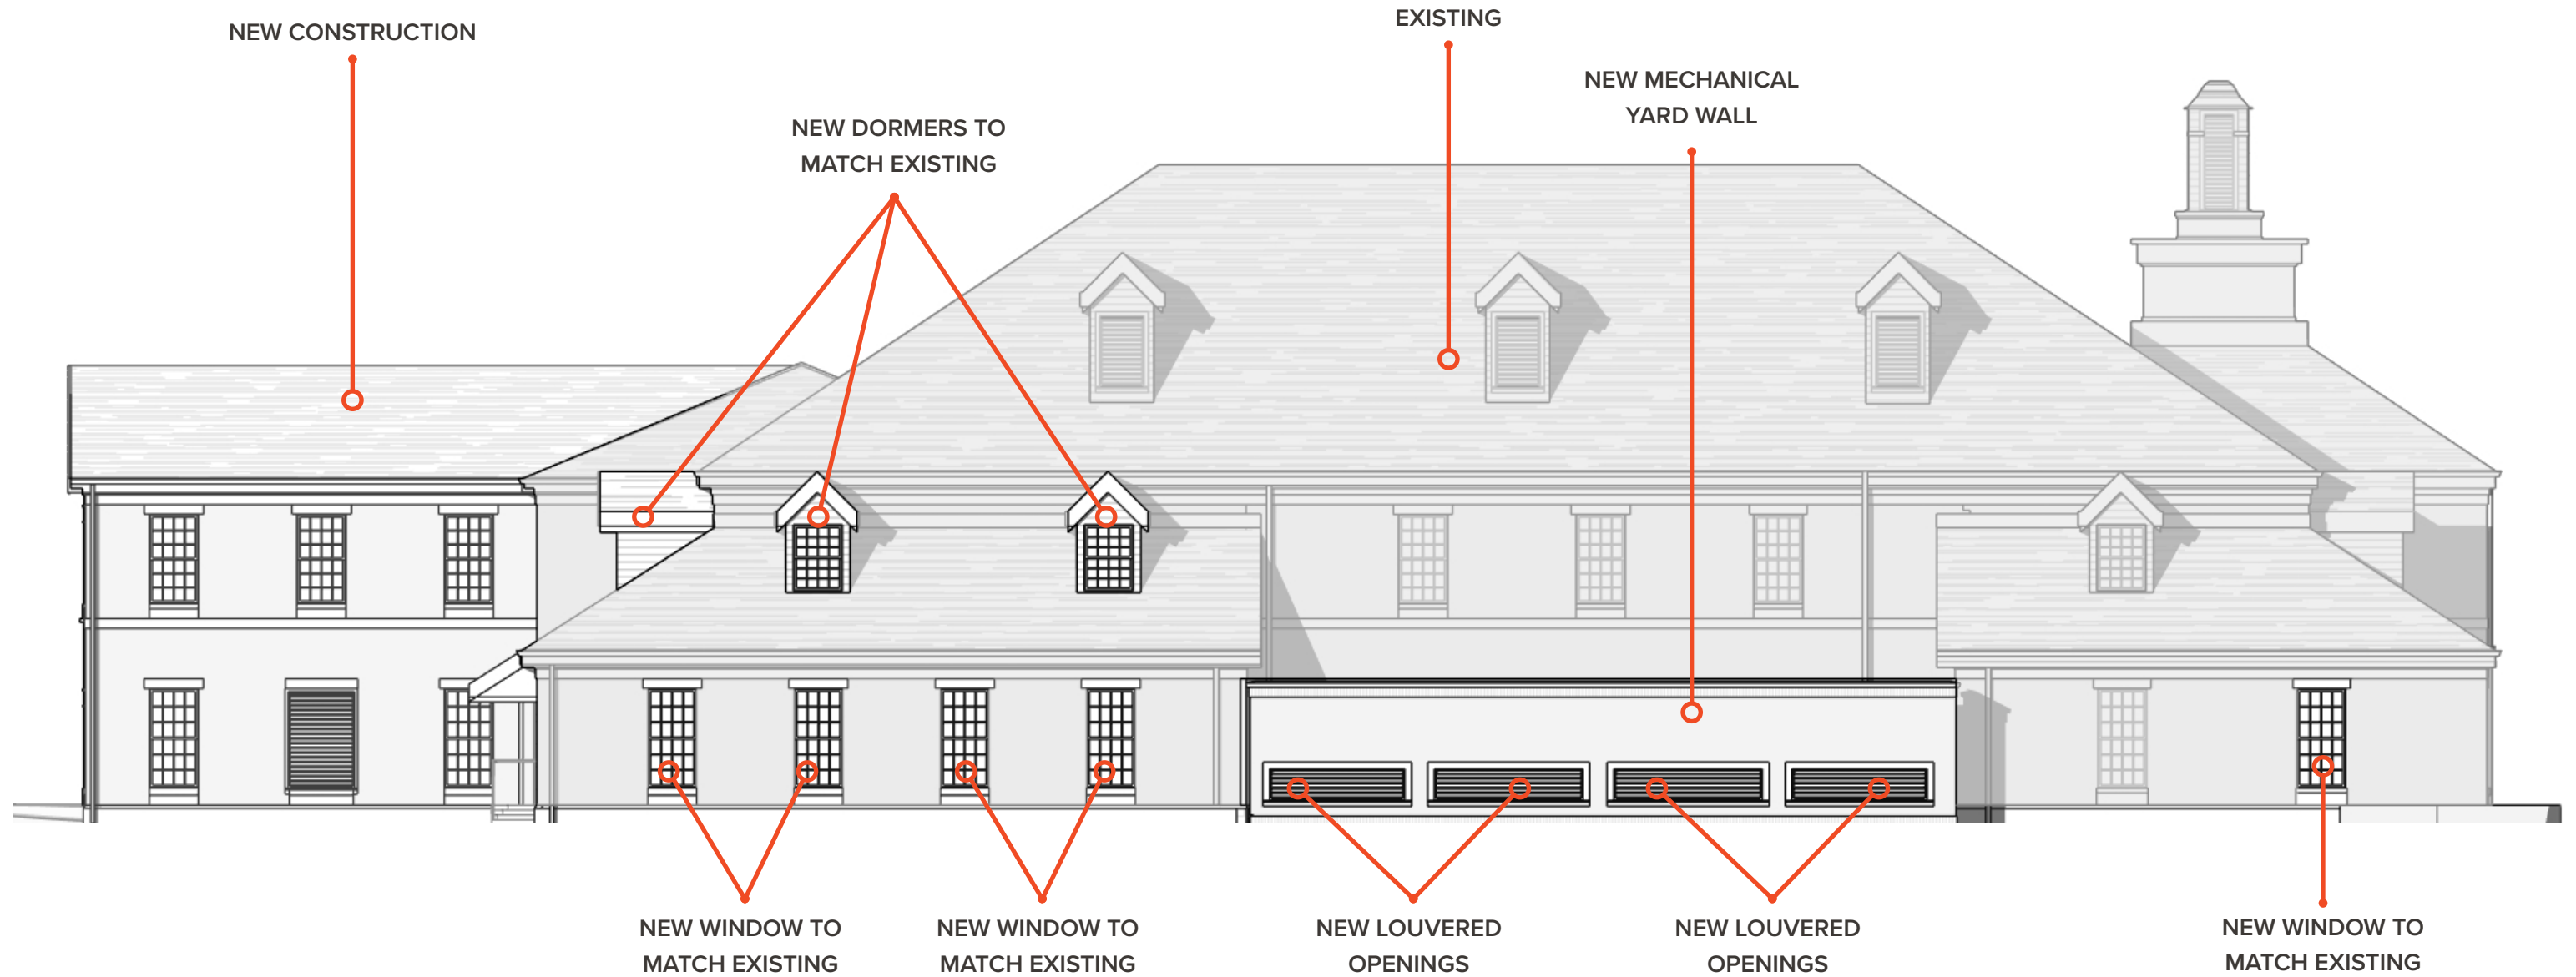 NEW CONSTRUCTION
EXISTING
NEW MECHANICAL
YARD WALL
NEW DORMERS TO
MATCH EXISTING
NEW WINDOW TO
MATCH EXISTING
NEW WINDOW TO
MATCH EXISTING
NEW LOUVERED
OPENINGS
NEW LOUVERED
OPENINGS
NEW WINDOW TO
MATCH EXISTING